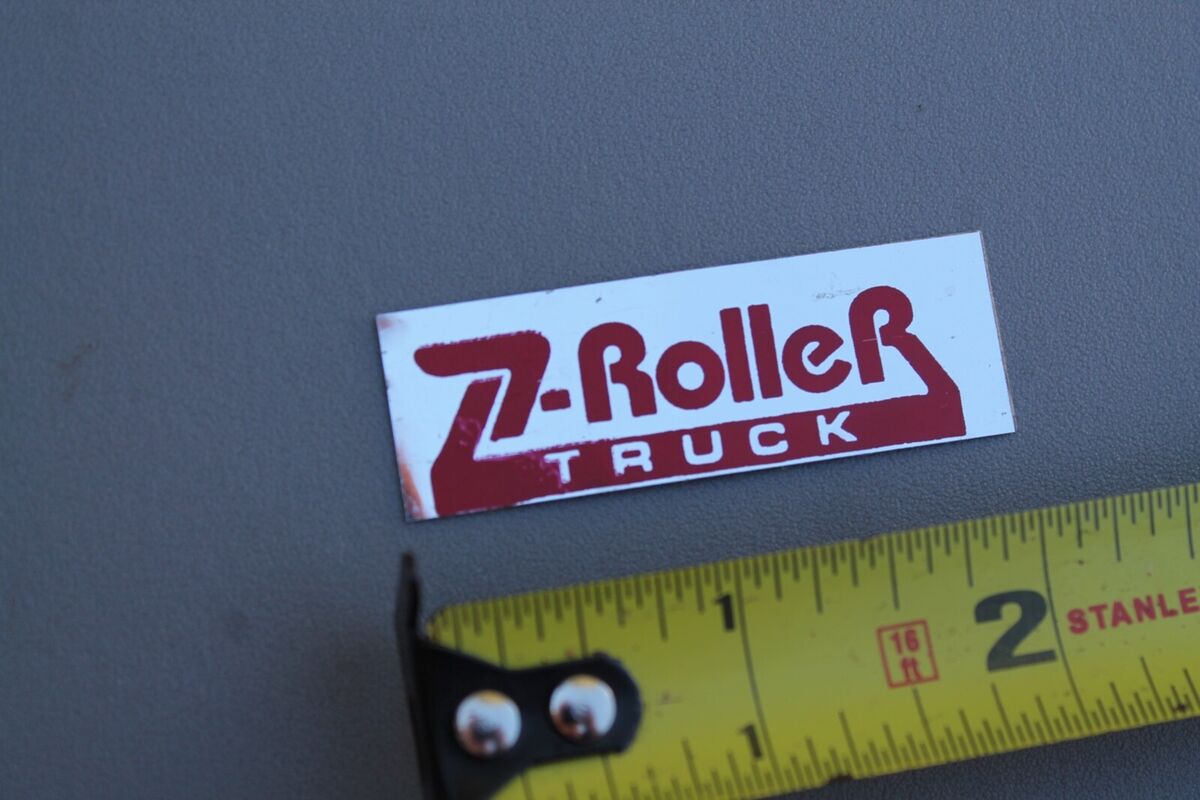 Z-RolleR
TRUCK
1
2
16
ft
STANLE
1